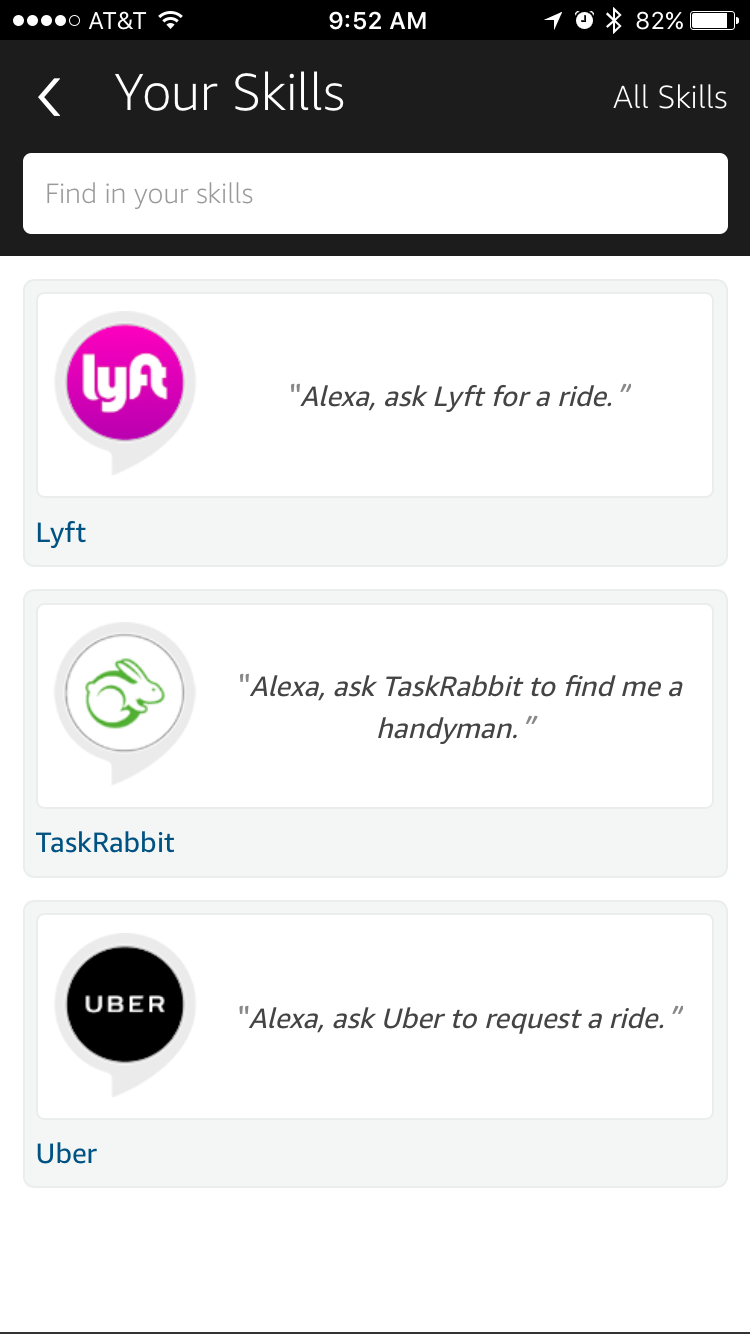 AT&T 9:52 AM 82%
Your Skills All Skills
Find in your skills
lyft
"Alexa, ask Lyft for a ride."
Lyft
"Alexa, ask TaskRabbit to find me a
handyman."
TaskRabbit
UBER
"Alexa, ask Uber to request a ride."
Uber